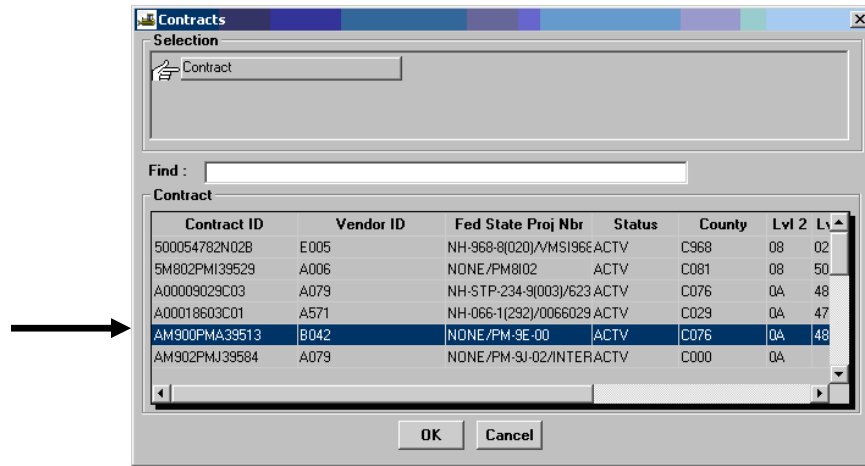 Contracts
Selection
Contract
Find :
Contract
Contract ID Vendor ID Fed State Proj Nbr Status County Lvl 2 Lv
500054782N02B E005 NH-968-8(020)/VMSI968 ACTV C968 08 02
5M802PMI39529 A006 NONE/PM8I02 ACTV C081 08 50
A00009029C03 A079 NH-STP-234-9(003)/623 ACTV C076 0A 48
A00018603C01 A571 NH-066-1(292)/0066029 ACTV C029 0A 47
AM900PMA39513 B042 NONE/PM-9E-00 ACTV C076 0A 48
AM902PMJ39584 A079 NONE/PM-9J-02/INTER ACTV C000 0A
OK Cancel